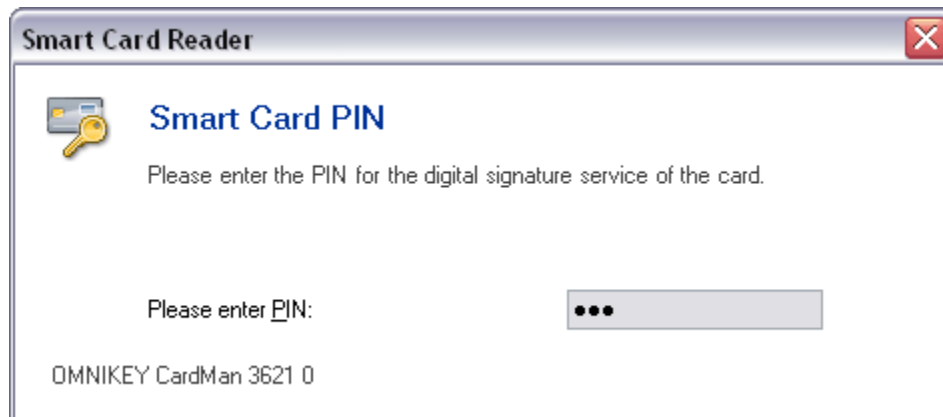 Smart Card Reader
Smart Card PIN
Please enter the PIN for the digital signature service of the card.
Please enter PIN: •••
OMNIKEY CardMan 3621 0